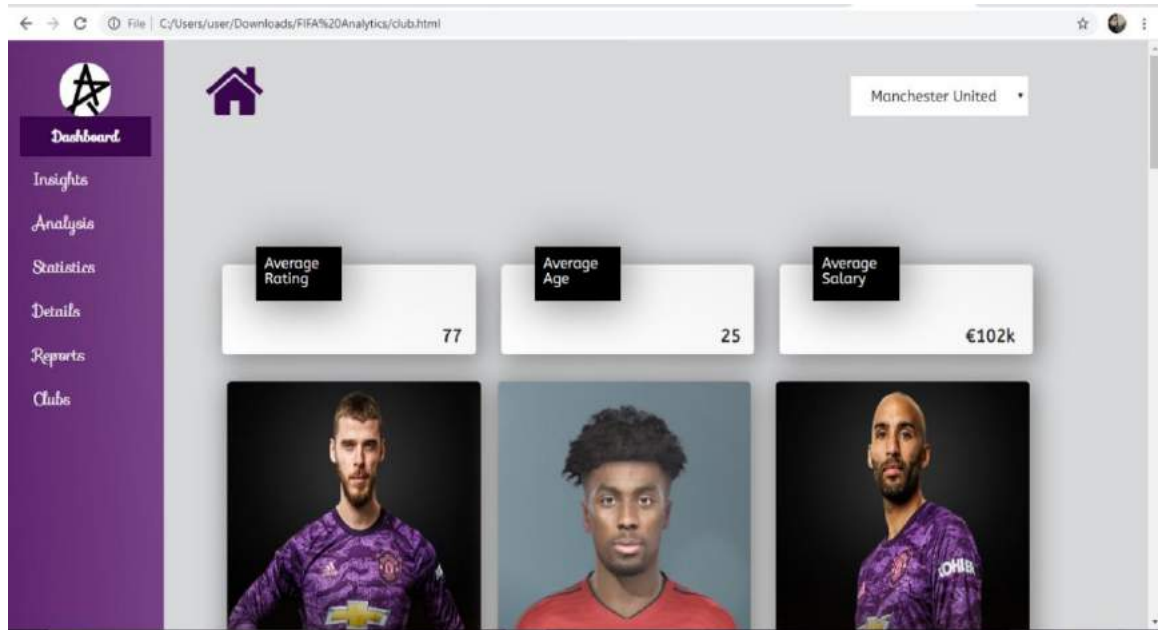 File | C:/Users/user/Downloads/FIFA%20Analytics/club.html
Manchester United
Dashboard
Insights
Analysis
Statistics
Details
Reports
Clubs
Average
Rating
77
Average
Age
25
Average
Salary
€102k
KOHLER